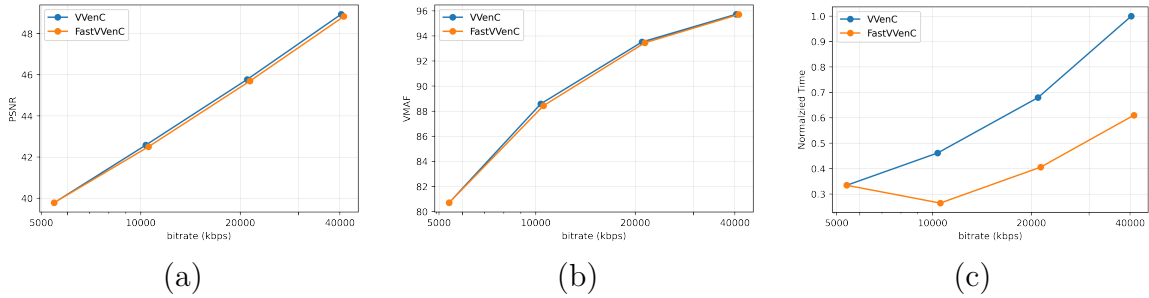 VVenC
FastVVenC
48
46
44
42
40
PSNR
5000
10000
20000
40000
bitrate (kbps)
(a)
VVenC
FastVVenC
96
94
92
90
88
86
84
82
80
VMAF
5000
10000
20000
40000
bitrate (kbps)
(b)
VVenC
FastVVenC
1.0
0.9
0.8
0.7
0.6
0.5
0.4
0.3
Normalzired Time
5000
10000
20000
40000
bitrate (kbps)
(c)